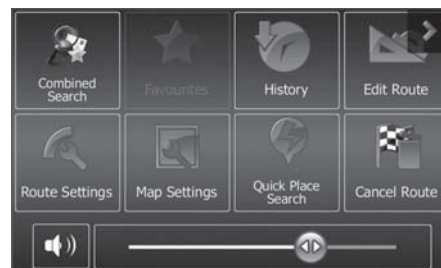 Combined
Search
Favourites
History
Edit Route
Route Settings
Map Settings
Quick Place
Search
Cancel Route